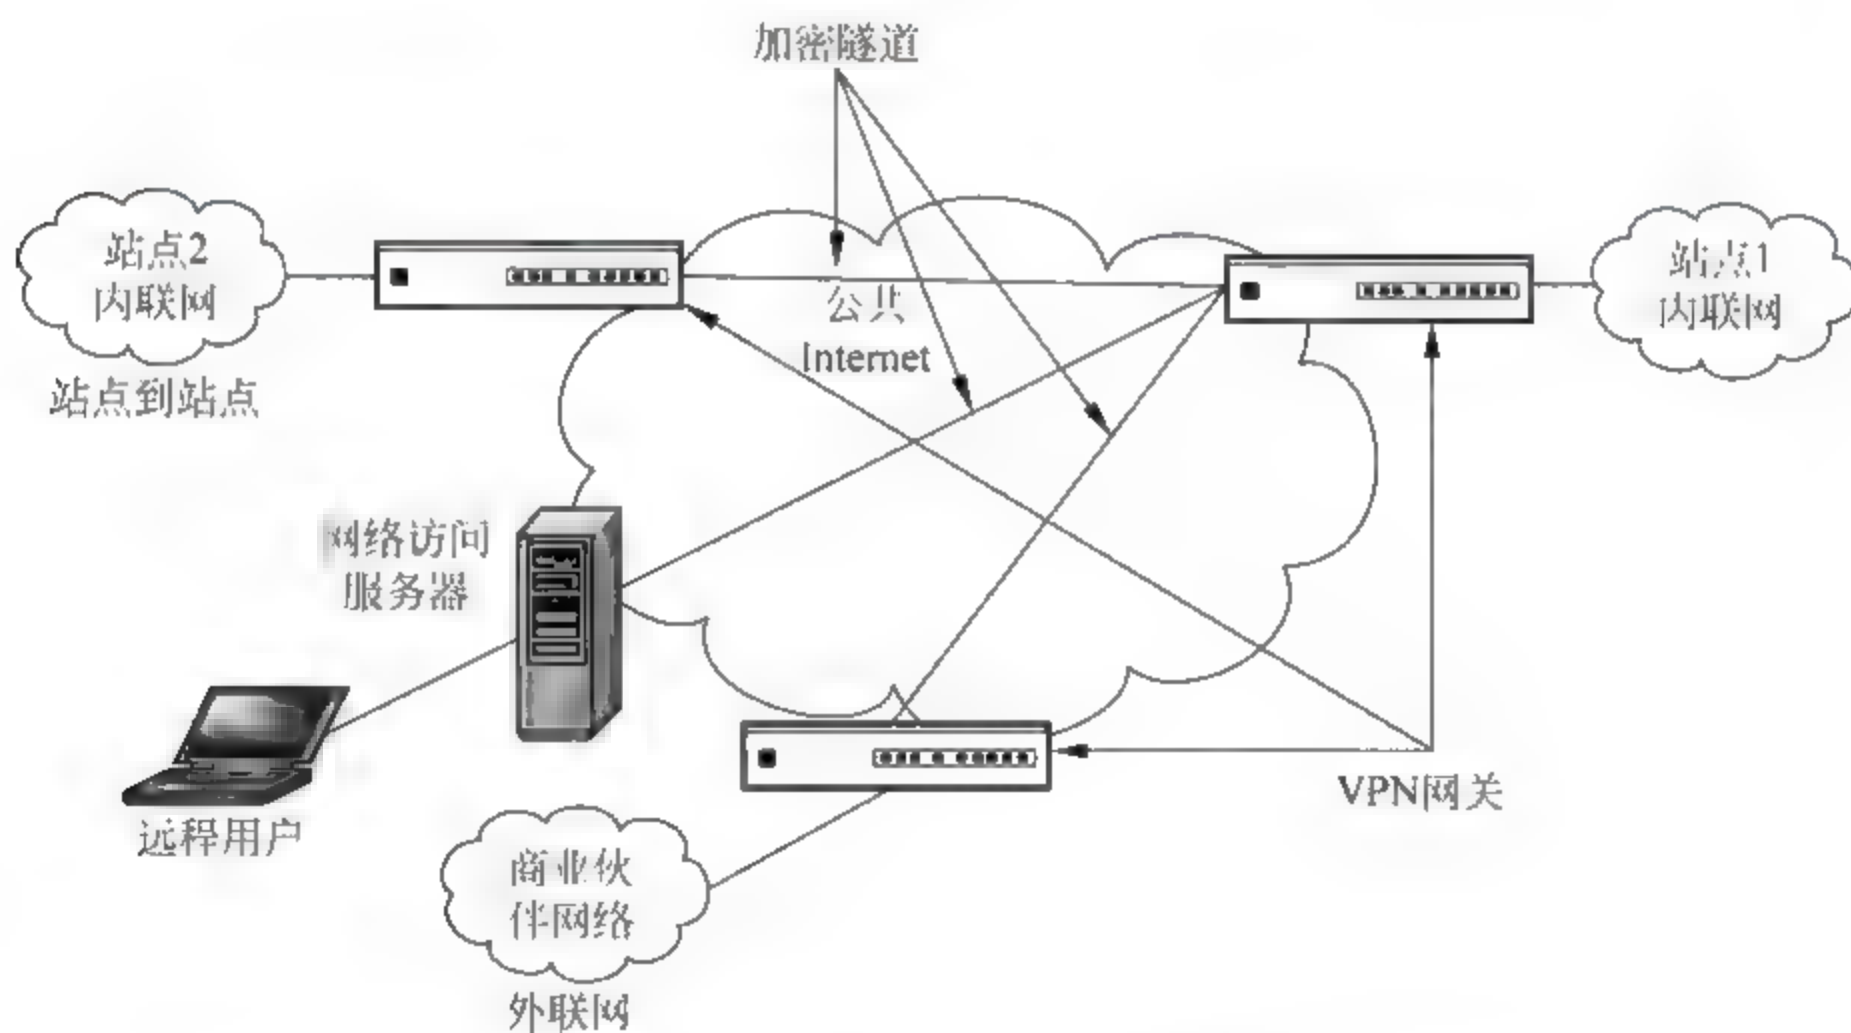 加密隧道
站点2
内联网
站点到站点
公共
Internet
站点1
内联网
网络访问
服务器
远程用户
VPN网关
商业伙
伴网络
外联网